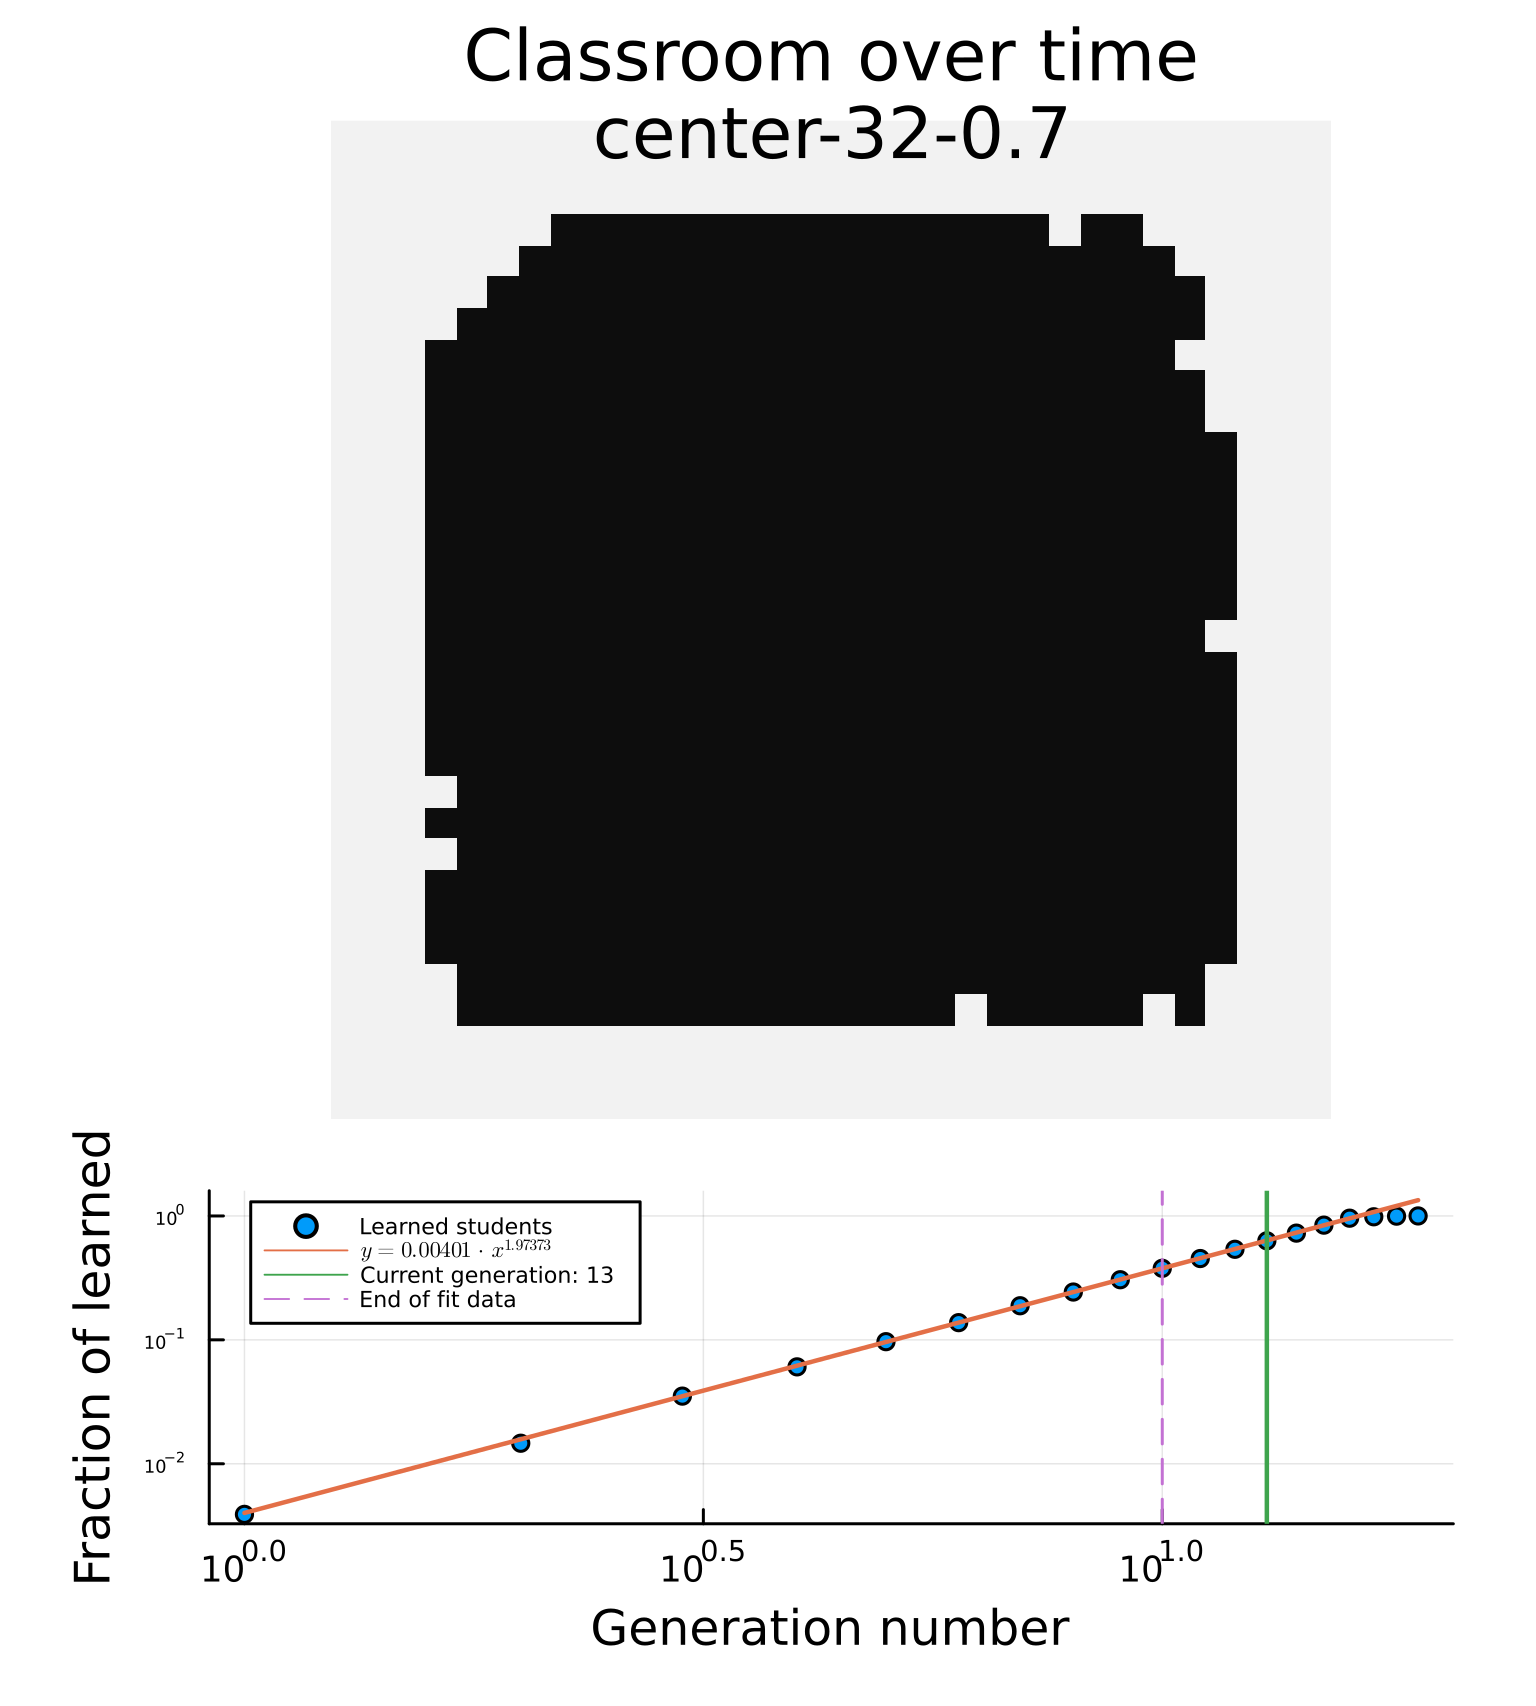 Classroom over time
center-32-0.7
Fraction of learned
10⁰
10⁻¹
10⁻²
Learned students
y = 0.00401 · x^1.97373
Current generation: 13
End of fit data
10^0.0 10^0.5 10^1.0
Generation number